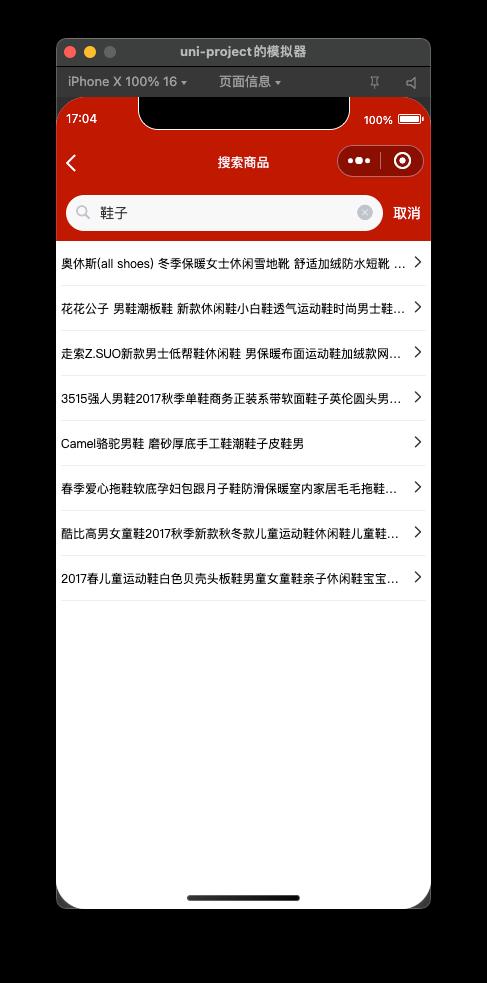 uni-project的模拟器
iPhone X 100% 16 页面信息
17:04 100%
搜索商品
鞋子 取消
奥休斯(all shoes) 冬季保暖女士休闲雪地靴 舒适加绒防水短靴 ...
花花公子 男鞋潮板鞋 新款休闲鞋小白鞋透气运动鞋时尚男士鞋...
走索Z.SUO新款男士低帮鞋休闲鞋 男保暖布面运动鞋加绒款网...
3515强人男鞋2017秋季单鞋商务正装系带软面鞋子英伦圆头男...
Camel骆驼男鞋 磨砂厚底手工鞋潮鞋子皮鞋男
春季爱心拖鞋软底孕妇包跟月子鞋防滑保暖室内家居毛毛拖鞋...
酷比高男女童鞋2017秋季新款秋冬款儿童运动鞋休闲鞋儿童鞋...
2017春儿童运动鞋白色贝壳头板鞋男童女童鞋亲子休闲鞋宝宝...